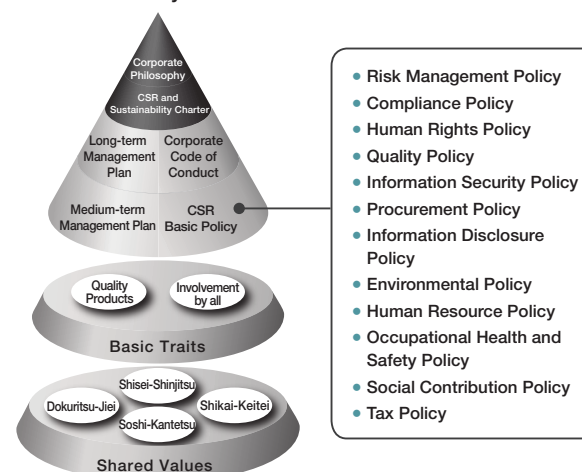 Corporate
Philosophy
CSR and
Sustainability Charter
Long-term
Management
Plan
Corporate
Code of
Conduct
Medium-term
Management Plan
CSR
Basic Policy
Quality
Products
Involvement
by all
Basic Traits
Shisei-Shinjitsu
Dokuritsu-Jiei
Shikai-Keitei
Soshi-Kantetsu
Shared Values
● Risk Management Policy
● Compliance Policy
● Human Rights Policy
● Quality Policy
● Information Security Policy
● Procurement Policy
● Information Disclosure
Policy
● Environmental Policy
● Human Resource Policy
● Occupational Health and
Safety Policy
● Social Contribution Policy
● Tax Policy